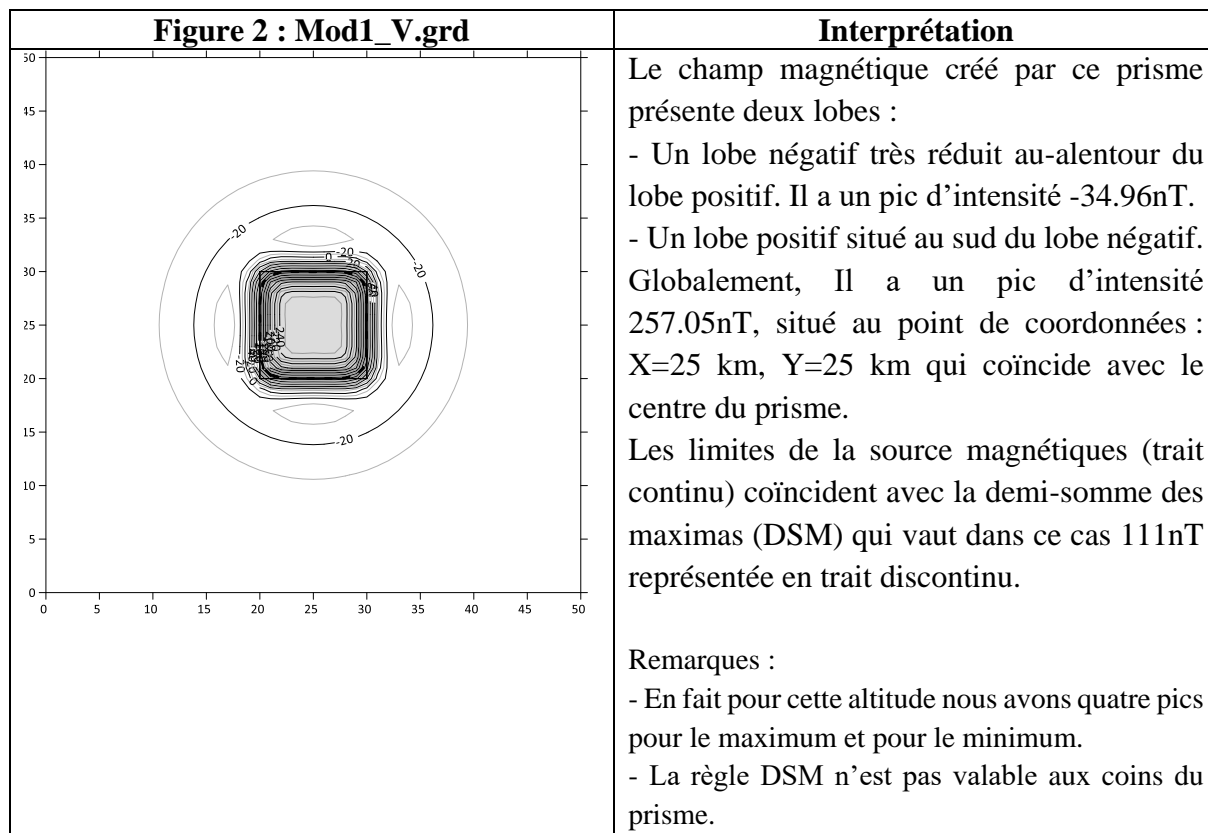 Figure 2 : Mod1_V.grd
Interprétation
50
45
40
35
30
25
20
15
10
5
0
0 5 10 15 20 25 30 35 40 45 50
-20
-20
-20
-20
-20
-20
0
0
240
Le champ magnétique créé par ce prisme
présente deux lobes :
- Un lobe négatif très réduit au-alentour du
lobe positif. Il a un pic d’intensité -34.96nT.
- Un lobe positif situé au sud du lobe négatif.
Globalement, Il a un pic d’intensité
257.05nT, situé au point de coordonnées :
X=25 km, Y=25 km qui coïncide avec le
centre du prisme.
Les limites de la source magnétiques (trait
continu) coïncident avec la demi-somme des
maximas (DSM) qui vaut dans ce cas 111nT
représentée en trait discontinu.
Remarques :
- En fait pour cette altitude nous avons quatre pics
pour le maximum et pour le minimum.
- La règle DSM n’est pas valable aux coins du
prisme.